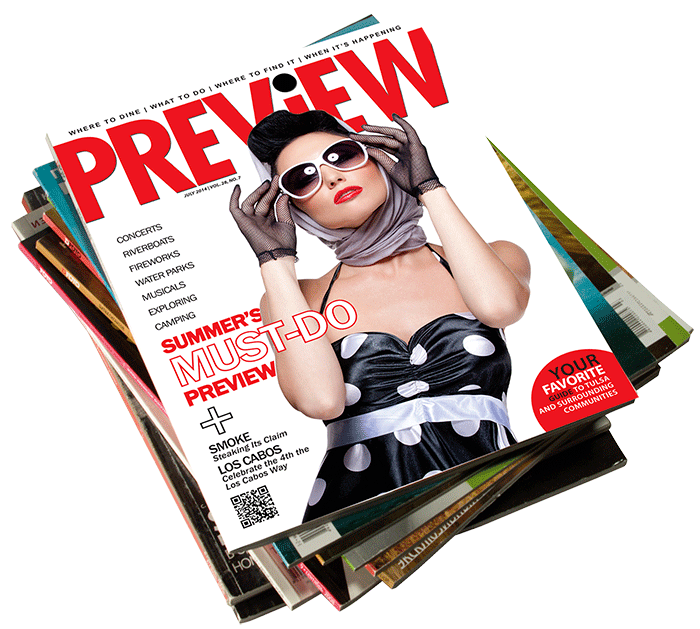 WHERE TO DINE | WHAT TO DO | WHERE TO FIND IT | WHEN IT'S HAPPENING
PREViEW
JULY 2014 | VOL. 28, NO. 7
CONCERTS
RIVERBOATS
FIREWORKS
WATER PARKS
MUSICALS
EXPLORING
CAMPING
SUMMER'S
MUST-DO
PREVIEW
+
SMOKE
Steaking Its Claim
LOS CABOS
Celebrate the 4th the
Los Cabos Way
YOUR
FAVORITE
GUIDE TO TULSA
AND SURROUNDING
COMMUNITIES